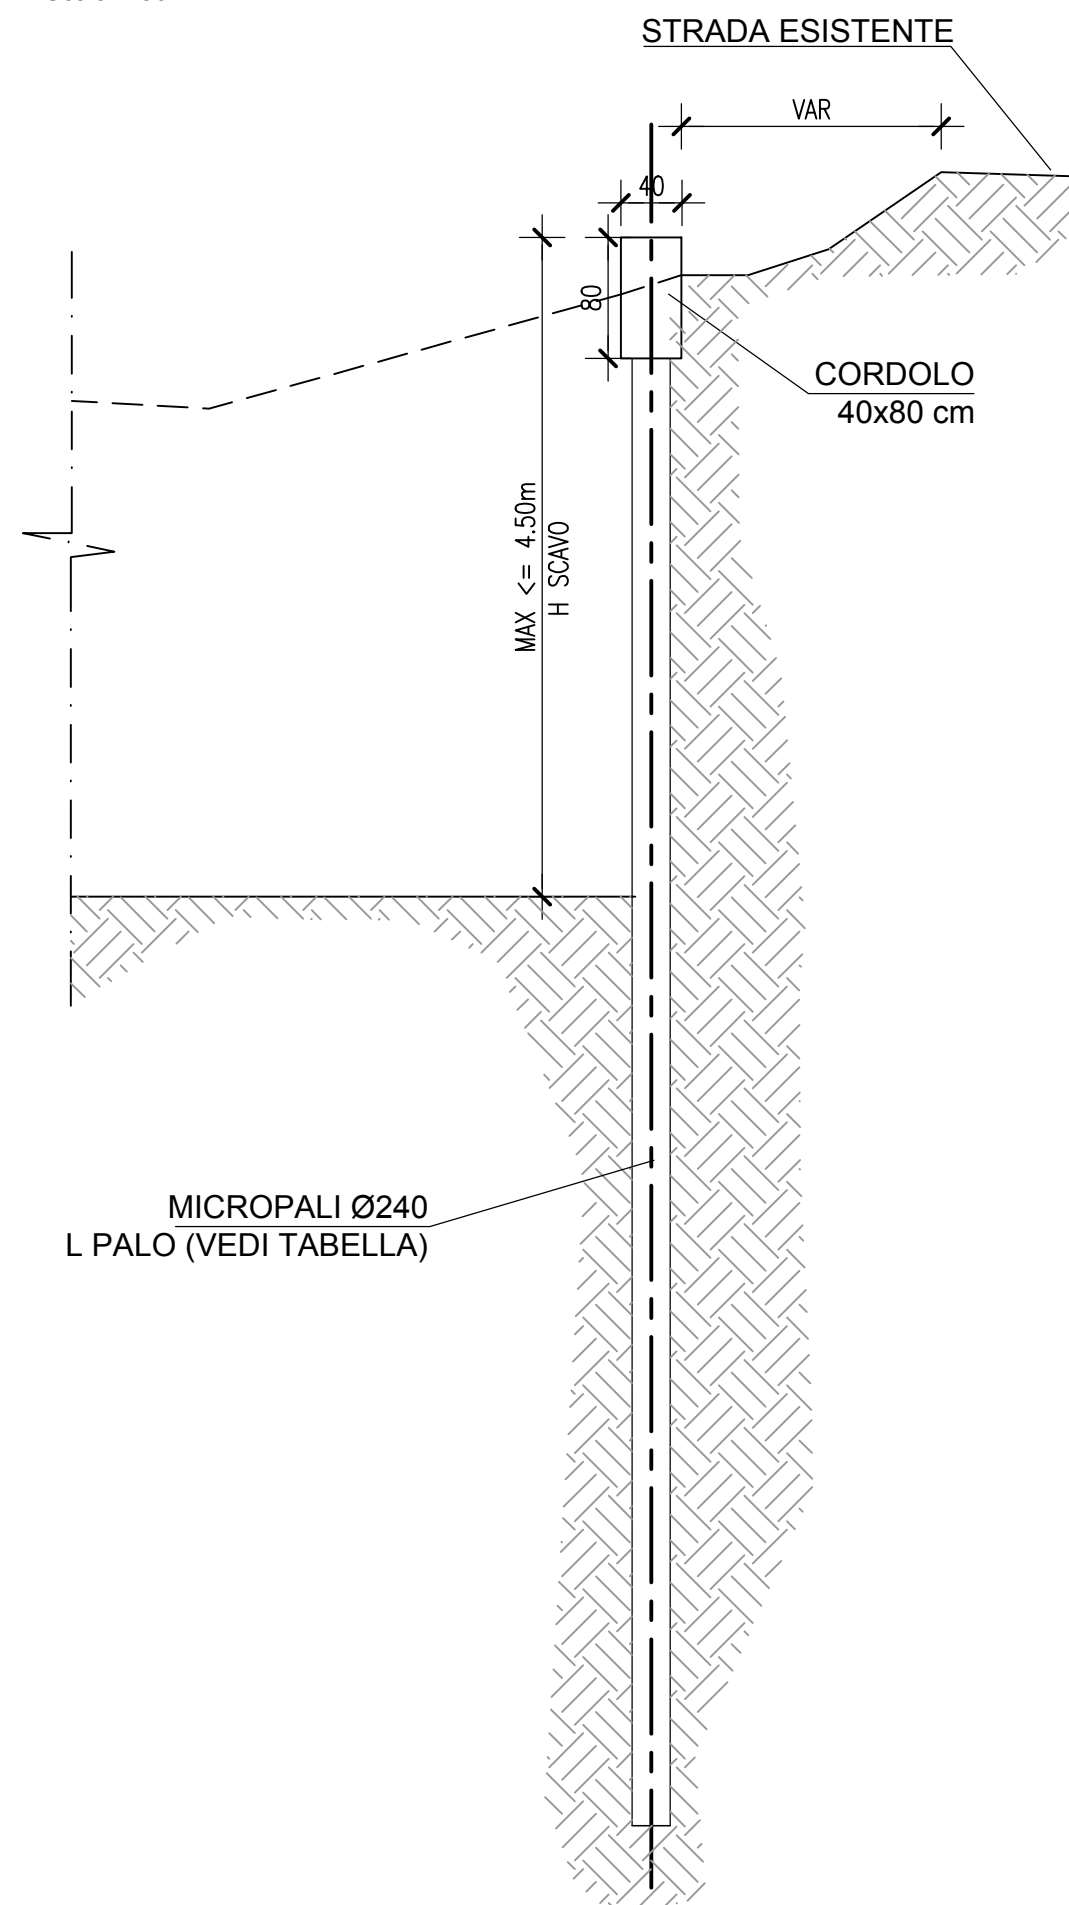 STRADA ESISTENTE
VAR
40
80
CORDOLO
40x80 cm
MAX <= 4.50m
H SCAVO
MICROPALI Ø240
L PALO (VEDI TABELLA)